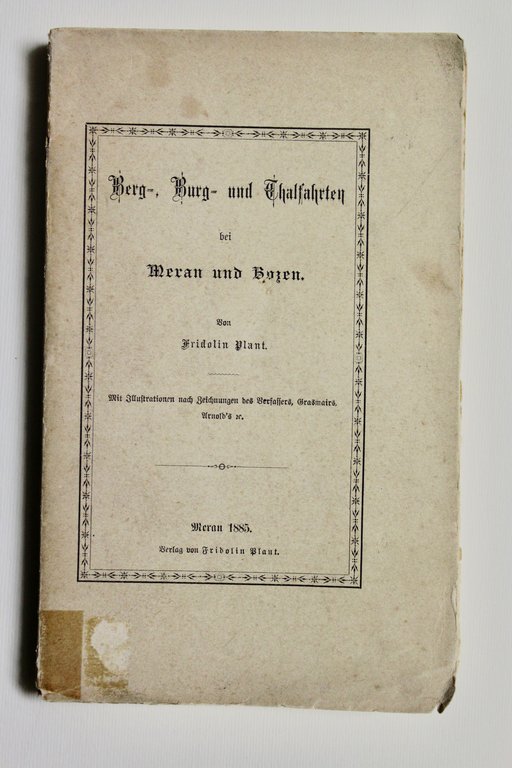 Berg-, Burg- und Thalfahrten
bei
Meran und Bozen.
Von
Fridolin Plant.
Mit Illustrationen nach Zeichnungen des Verfassers, Grasmairs,
Arnold's ꝛc.
Meran 1885.
Verlag von Fridolin Plant.